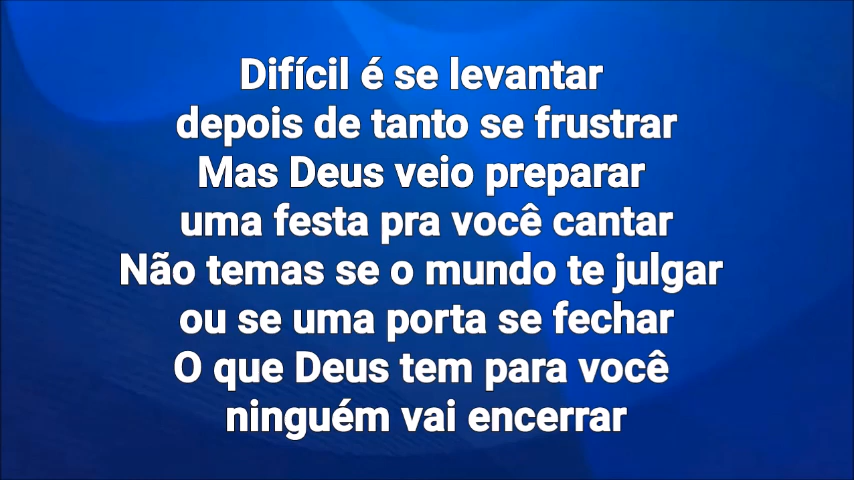 Difícil é se levantar
depois de tanto se frustrar
Mas Deus veio preparar
uma festa pra você cantar
Não temas se o mundo te julgar
ou se uma porta se fechar
O que Deus tem para você
ninguém vai encerrar